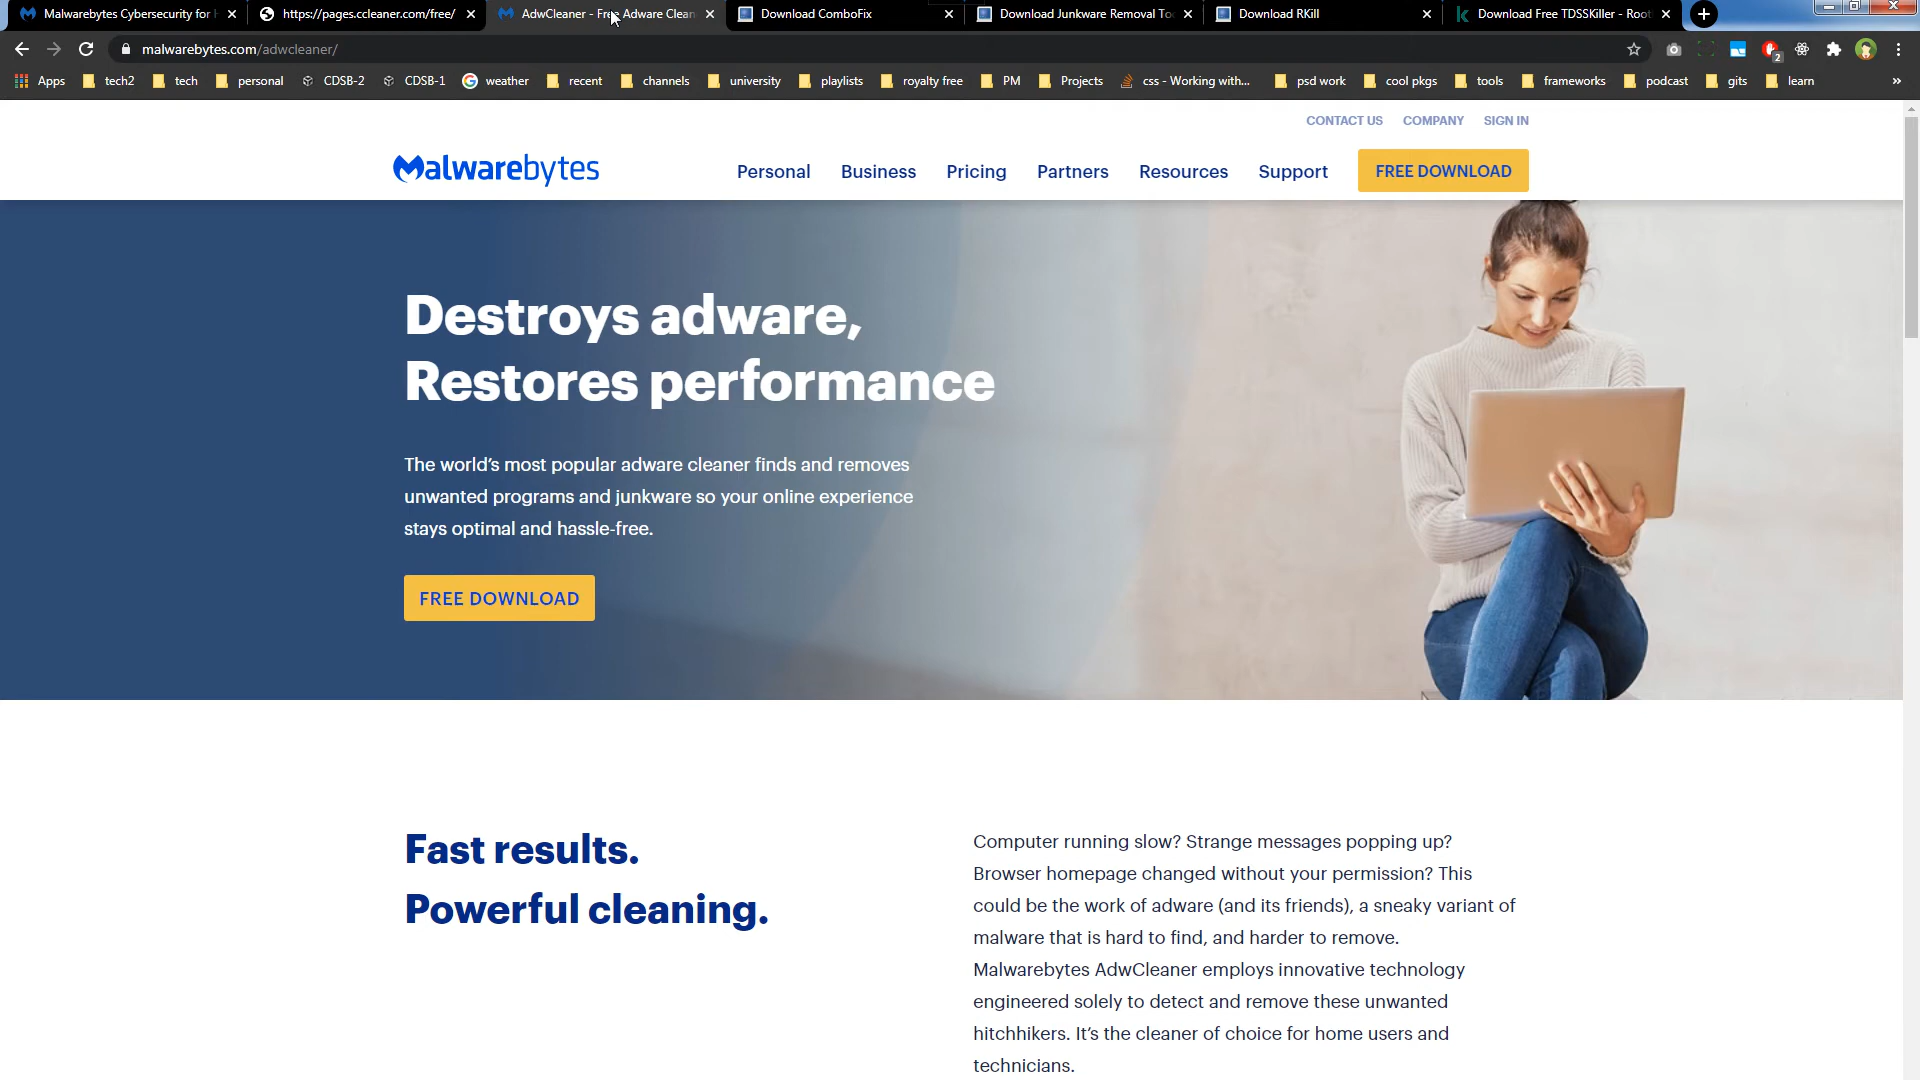 Malwarebytes Cybersecurity for
https://pages.ccleaner.com/free/
AdwCleaner - Free Adware Clean
Download ComboFix
Download Junkware Removal To
Download RKill
Download Free TDSSKiller - Root
malwarebytes.com/adwcleaner/
2
Apps
tech2
tech
personal
CDSB-2
CDSB-1
weather
recent
channels
university
playlists
royalty free
PM
Projects
css - Working with...
psd work
cool pkgs
tools
frameworks
podcast
gits
learn
»
CONTACT US
COMPANY
SIGN IN
Malwarebytes
Personal
Business
Pricing
Partners
Resources
Support
FREE DOWNLOAD
Destroys adware,
Restores performance
The world's most popular adware cleaner finds and removes
unwanted programs and junkware so your online experience
stays optimal and hassle-free.
FREE DOWNLOAD
Fast results.
Powerful cleaning.
Computer running slow? Strange messages popping up?
Browser homepage changed without your permission? This
could be the work of adware (and its friends), a sneaky variant of
malware that is hard to find, and harder to remove.
Malwarebytes AdwCleaner employs innovative technology
engineered solely to detect and remove these unwanted
hitchhikers. It's the cleaner of choice for home users and
technicians.